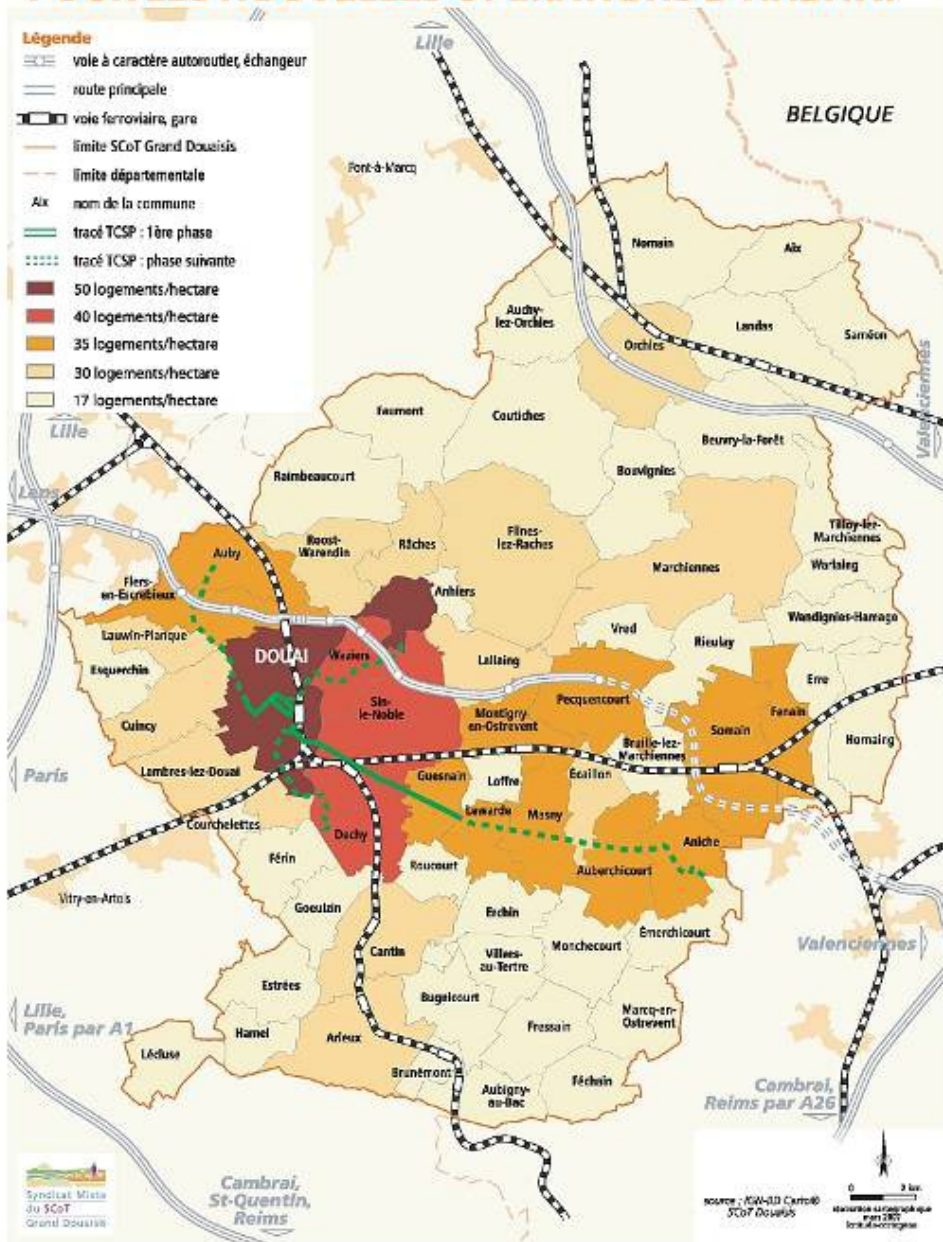 Légende
voie à caractère autoroutier, échangeur
route principale
voie ferroviaire, gare
limite SCoT Grand Douaisis
limite départementale
Aix nom de la commune
tracé TCSP : 1ère phase
tracé TCSP : phase suivante
50 logements/hectare
40 logements/hectare
35 logements/hectare
30 logements/hectare
17 logements/hectare
Lille
BELGIQUE
Pont-à-Marcq
Nomain
Aix
Auchy-
lez-Orchies
Landas
Saméon
Orchies
Valenciennes
Lille
Faumont
Coutiches
Beuvry-la-Forêt
Bouvignies
Raimbeaucourt
Lens
Tilloy-lez-
Marchiennes
Roost-
Warendin
Râches
Flines-
lez-Raches
Auby
Marchiennes
Warlaing
Flers-
en-Escrebieux
Anhiers
Wandignies-Hamage
Lauwin-Planque
Vred
Rieulay
DOUAI
Waziers
Lallaing
Esquerchin
Erre
Pecquencourt
Sin-
le-Noble
Montigny-
en-Ostrevent
Fenain
Cuincy
Somain
Bruille-lez-
Marchiennes
Hornaing
Paris
Lambres-lez-Douai
Guesnain
Loffre
Écaillon
Lewarde
Masny
Courchelettes
Dechy
Aniche
Férin
Roucourt
Auberchicourt
Vitry-en-Artois
Goeulzin
Erchin
Émerchicourt
Cantin
Monchecourt
Valenciennes
Villers-
au-Tertre
Estrées
Bugnicourt
Lille,
Paris par A1
Marcq-en-
Ostrevent
Hamel
Arleux
Fressain
Lécluse
Brunémont
Féchain
Aubigny-
au-Bac
Cambrai,
Reims par A26
Syndicat Mixte
du SCoT
Grand Douaisis
Cambrai,
St-Quentin,
Reims
0 2 km
source : IGN-BD Carto®
SCoT Douaisis